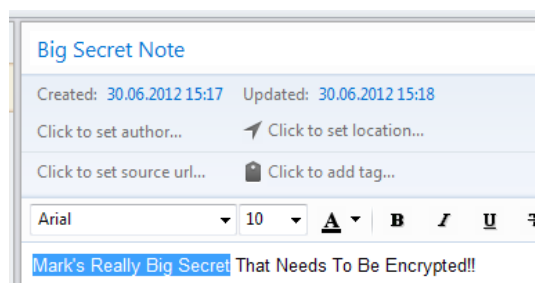 Big Secret Note
Created: 30.06.2012 15:17 Updated: 30.06.2012 15:18
Click to set author... Click to set location...
Click to set source url... Click to add tag...
Arial 10 A B I U
Mark's Really Big Secret That Needs To Be Encrypted!!